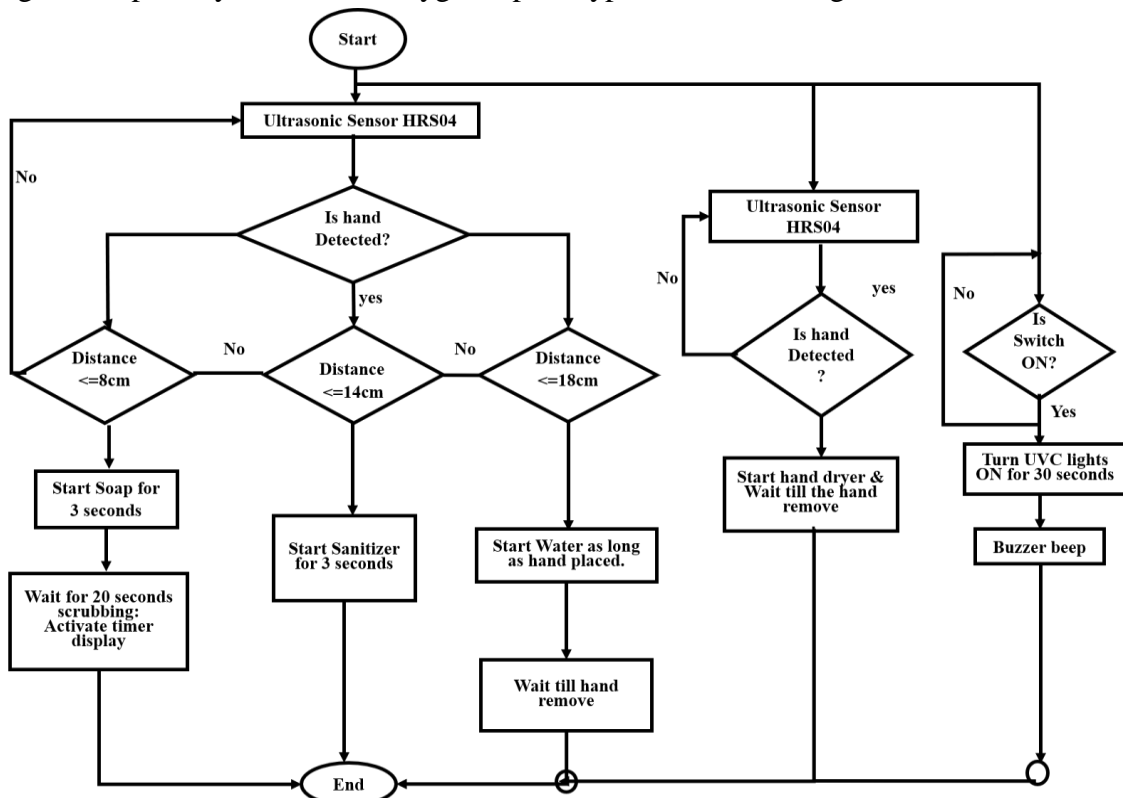 Start
Ultrasonic Sensor HRS04
No
Is hand
Detected?
yes
Distance
<=8cm
No
Distance
<=14cm
No
Distance
<=18cm
Start Soap for
3 seconds
Wait for 20 seconds
scrubbing:
Activate timer
display
Start Sanitizer
for 3 seconds
Start Water as long
as hand placed.
Wait till hand
remove
Ultrasonic Sensor
HRS04
No
yes
Is hand
Detected
?
Start hand dryer &
Wait till the hand
remove
No
Is
Switch
ON?
Yes
Turn UVC lights
ON for 30 seconds
Buzzer beep
End